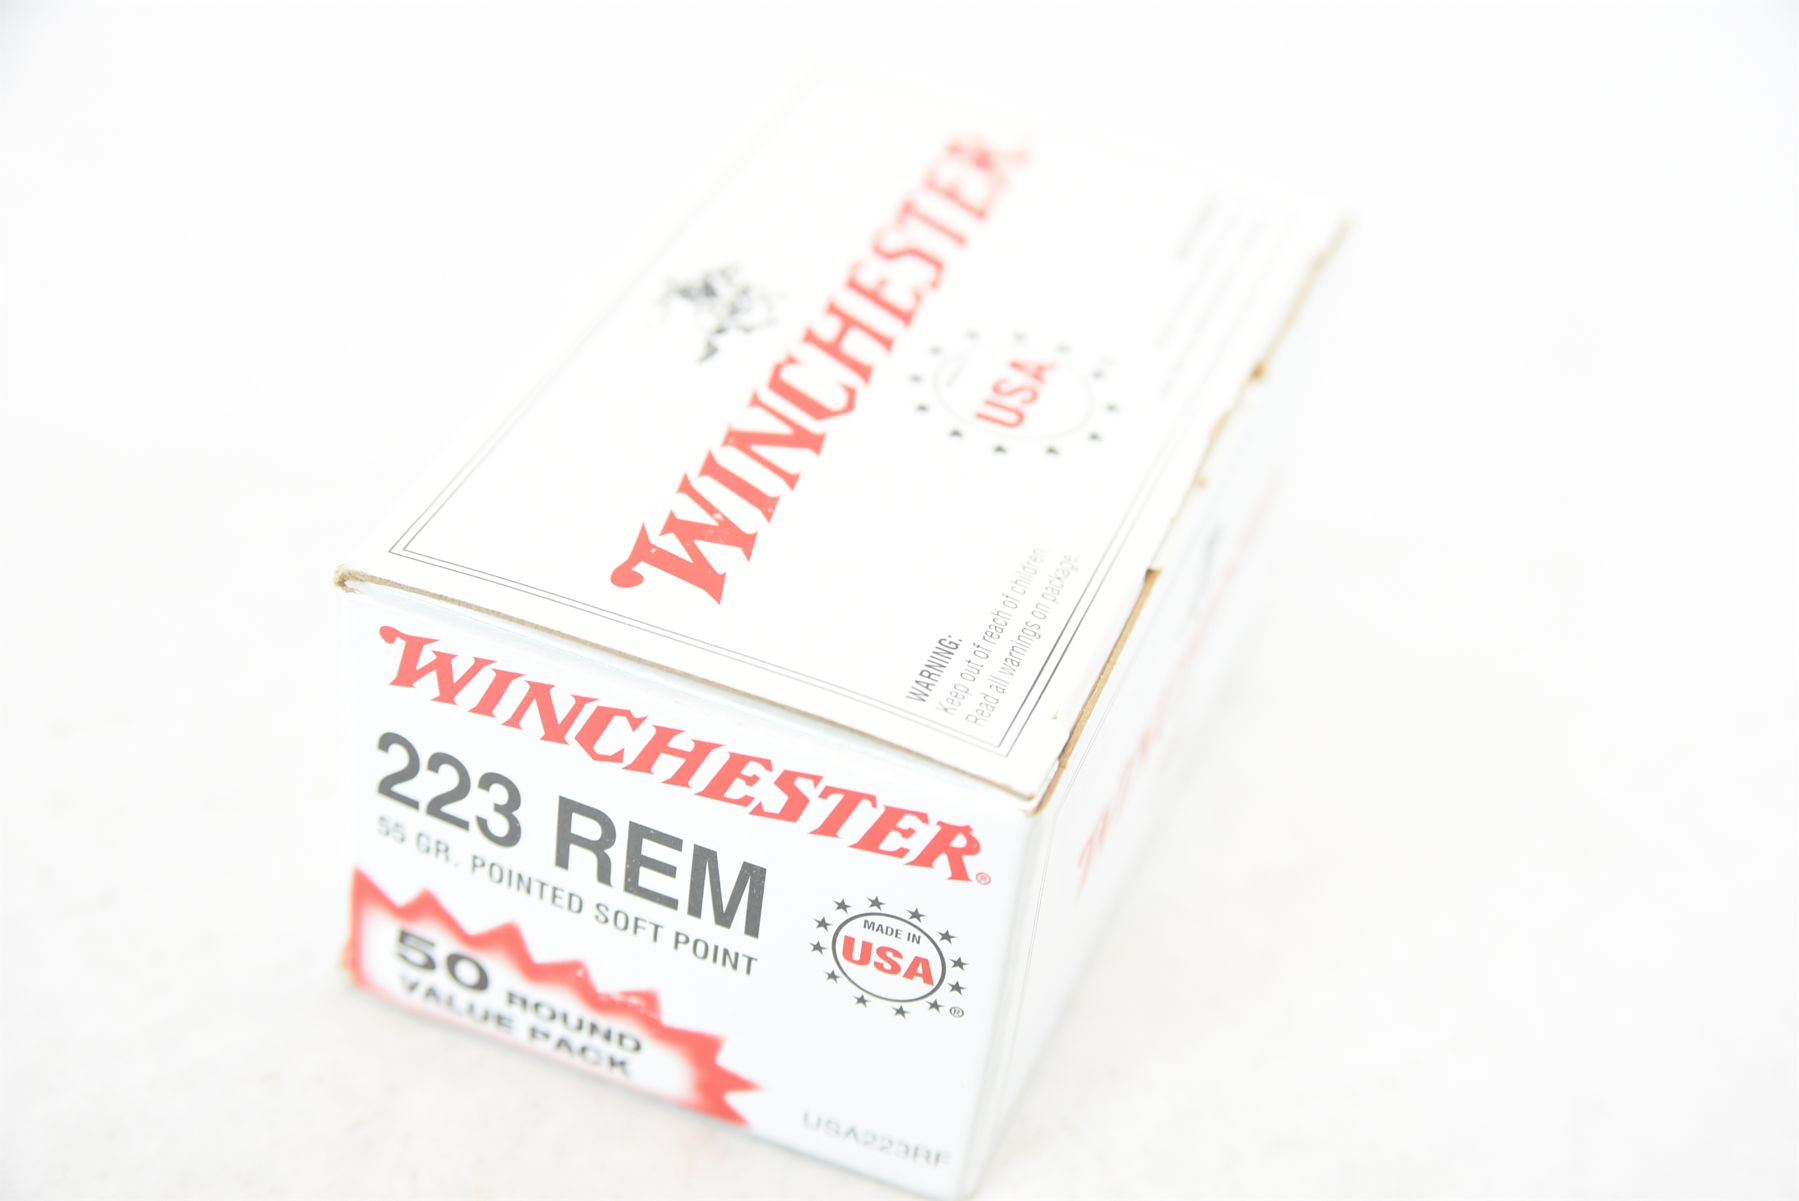 WINCHESTER
USA
WARNING:
Keep out of reach of children.
Read all warnings on package.
WINCHESTER®
223 REM
55 GR. POINTED SOFT POINT
50 ROUND
VALUE PACK
MADE IN
USA
®
USA223RF